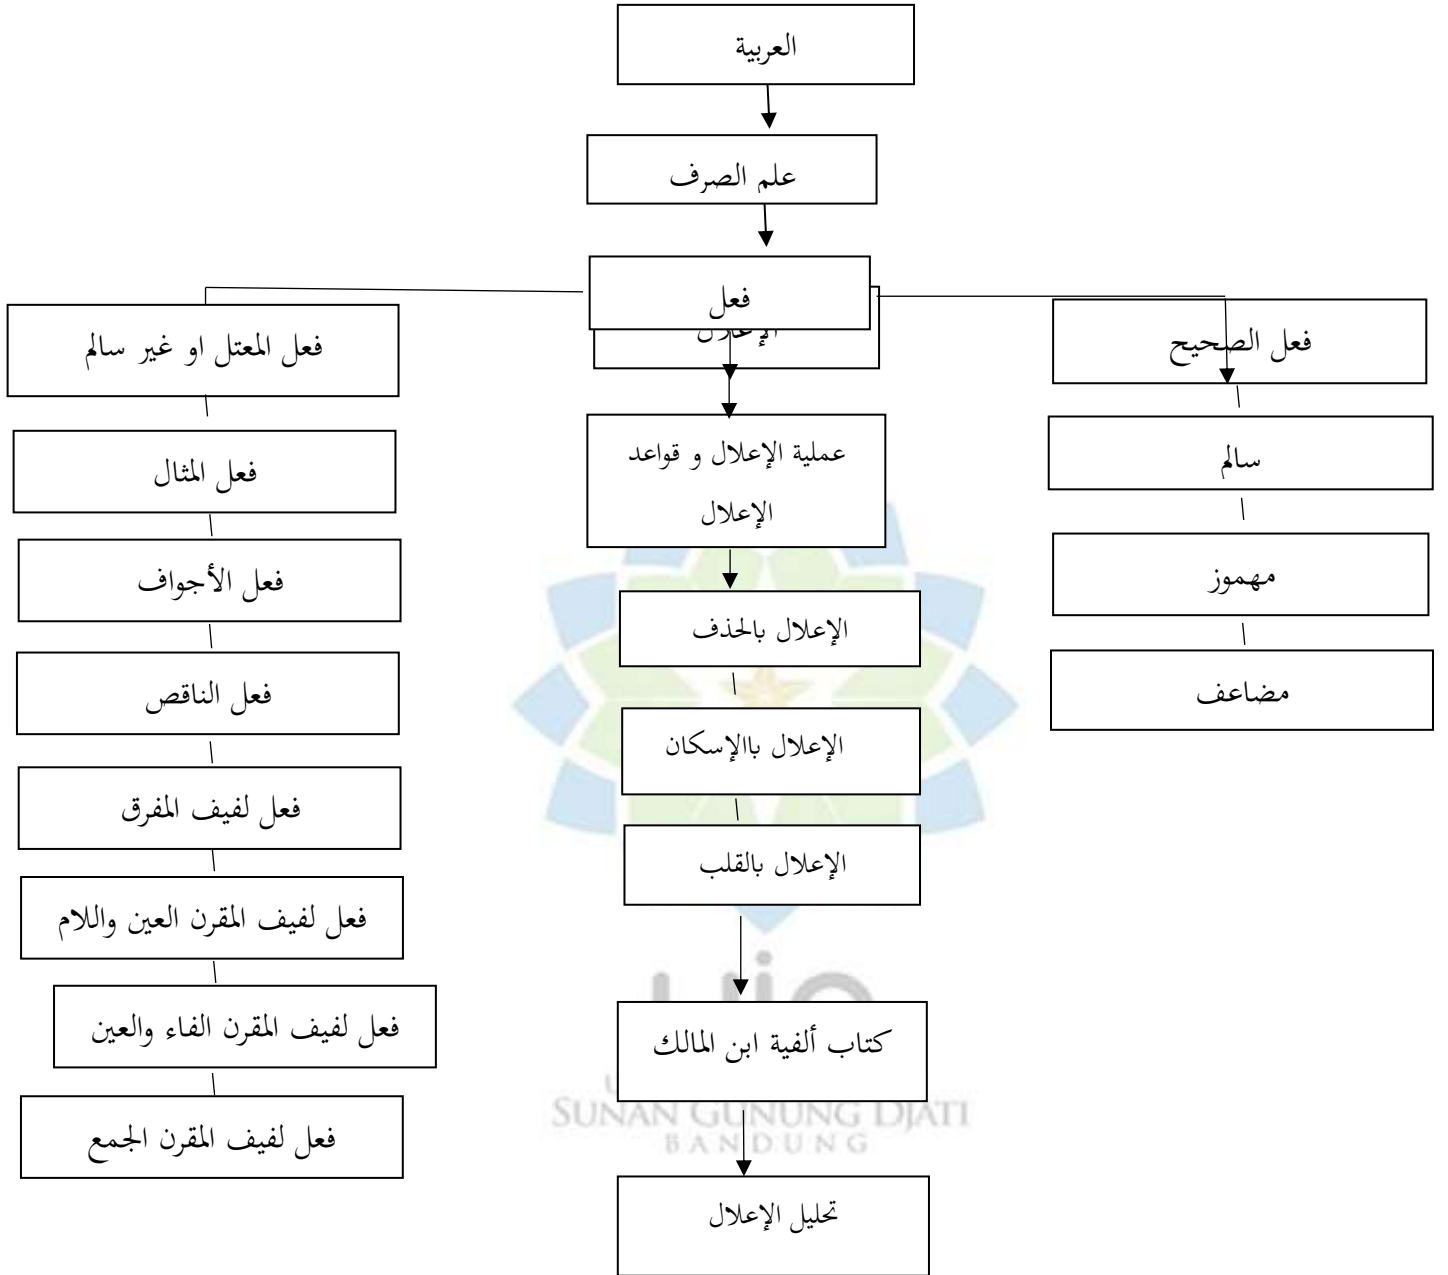 العربية
علم الصرف
فعل
الإعلال
فعل الصحيح
سالم
مهموز
مضاعف
عملية الإعلال و قواعد
الإعلال
الإعلال بالحذف
الإعلال باالإسكان
الإعلال بالقلب
كتاب ألفية ابن المالك
تحليل الإعلال
فعل المعتل او غير سالم
فعل المثال
فعل الأجواف
فعل الناقص
فعل لفيف المفرق
فعل لفيف المقرن العين واللام
فعل لفيف المقرن الفاء والعين
فعل لفيف المقرن الجمع
SUNAN GUNUNG DJATI
BANDUNG